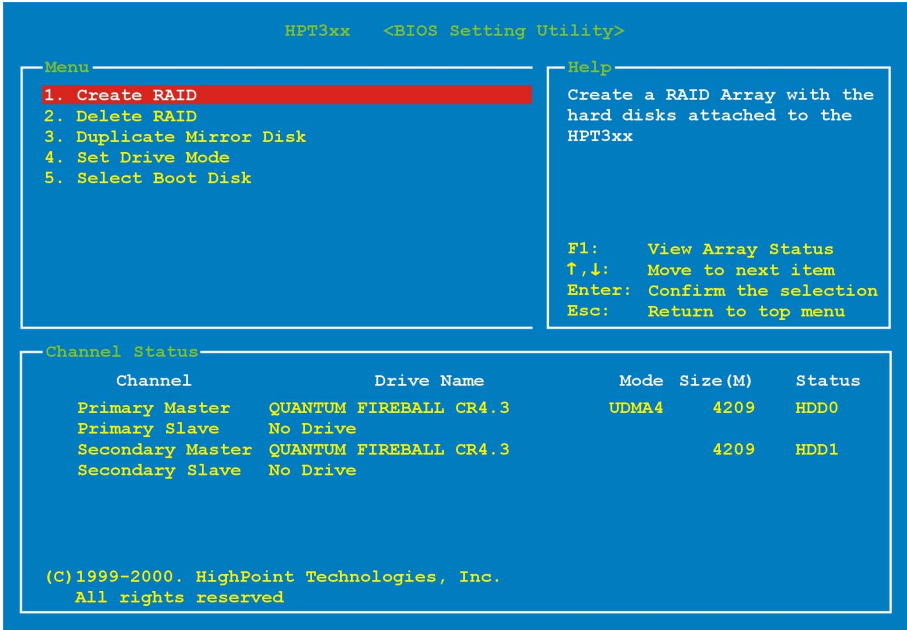 HPT3xx <BIOS Setting Utility>
Menu
1. Create RAID
2. Delete RAID
3. Duplicate Mirror Disk
4. Set Drive Mode
5. Select Boot Disk
Help
Create a RAID Array with the
hard disks attached to the
HPT3xx
F1: View Array Status
↑,↓: Move to next item
Enter: Confirm the selection
Esc: Return to top menu
Channel Status
Channel Drive Name Mode Size(M) Status
Primary Master QUANTUM FIREBALL CR4.3 UDMA4 4209 HDD0
Primary Slave No Drive
Secondary Master QUANTUM FIREBALL CR4.3 4209 HDD1
Secondary Slave No Drive
(C)1999-2000. HighPoint Technologies, Inc.
All rights reserved